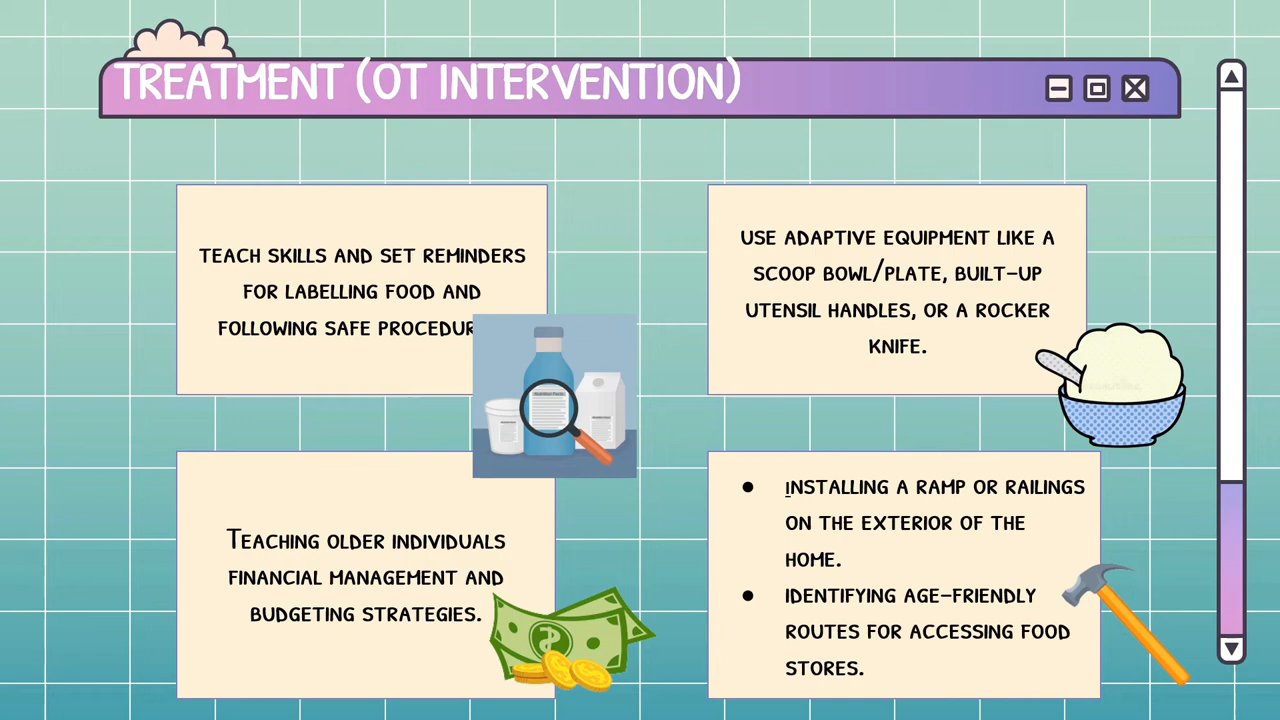 TREATMENT (OT INTERVENTION)
TEACH SKILLS AND SET REMINDERS
FOR LABELLING FOOD AND
FOLLOWING SAFE
USE ADAPTIVE EQUIPMENT LIKE A
SCOOP BOWL/PLATE, BUILT-UP
UTENSIL HANDLES, OR A ROCKER
KNIFE.
TEACHING OLDER INDIVIDUALS
FINANCIAL MANAGEMENT AND
BUDGETING STRATEGIES.
● INSTALLING A RAMP OR RAILINGS
ON THE EXTERIOR OF THE
HOME.
● IDENTIFYING AGE-FRIENDLY
ROUTES FOR ACCESSING FOOD
STORES.